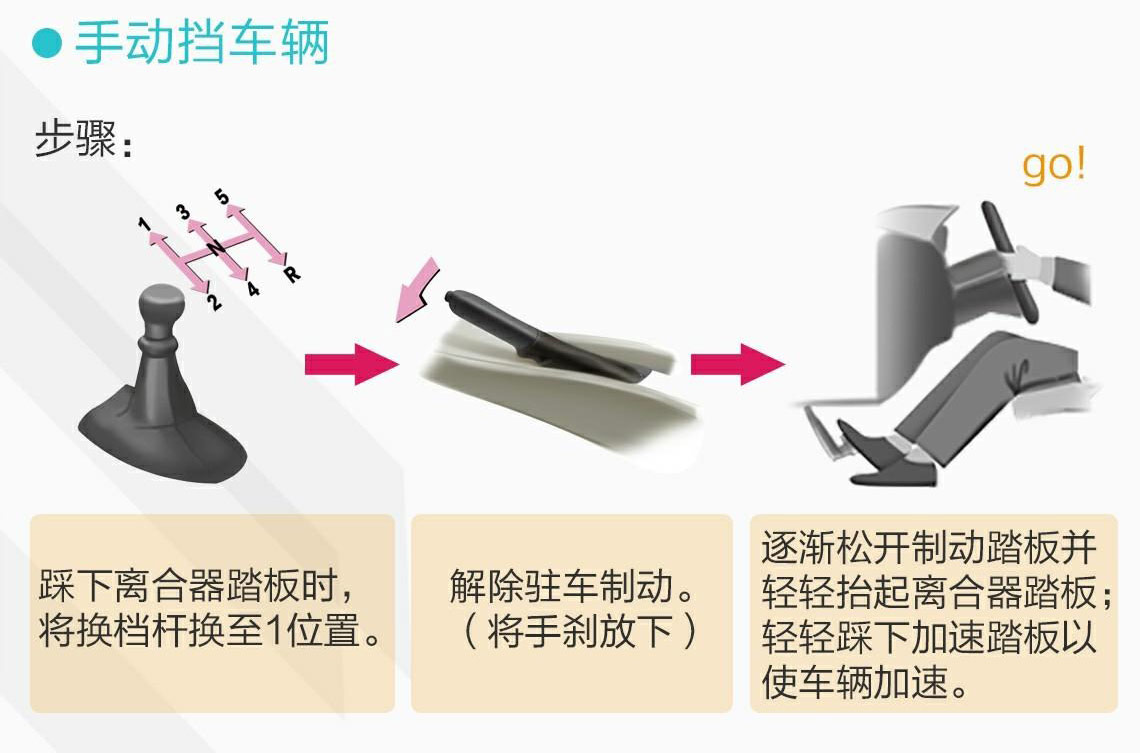 手动挡车辆
步骤：
go!
1
3
5
N
2
4
R
踩下离合器踏板时，
将换档杆换至1位置。
解除驻车制动。
（将手刹放下）
逐渐松开制动踏板并
轻轻抬起离合器踏板；
轻轻踩下加速踏板以
使车辆加速。